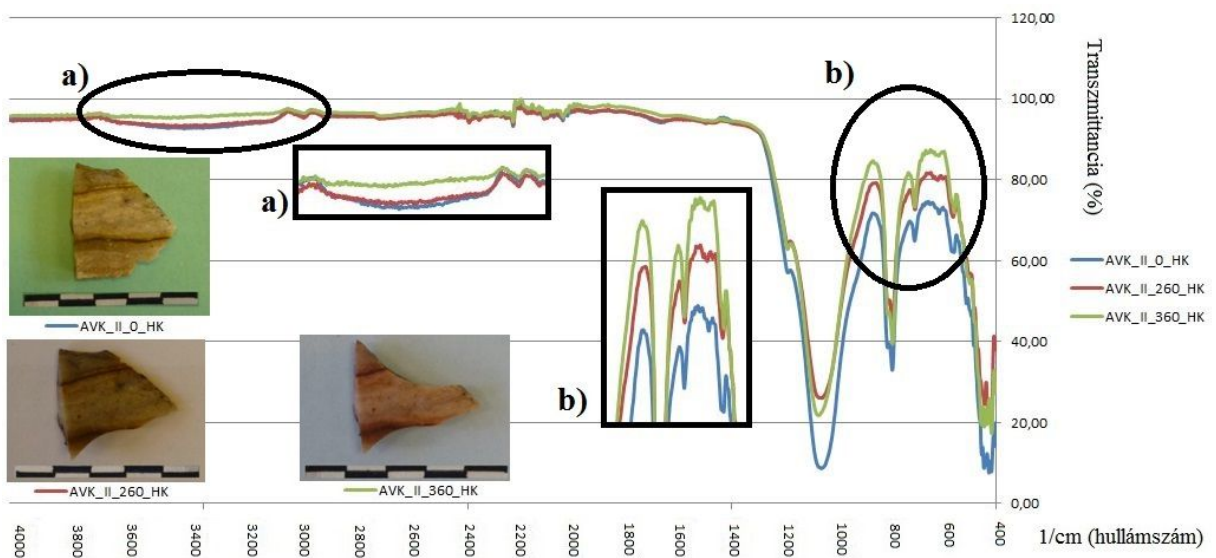 120,00
100,00
80,00
60,00
40,00
20,00
0,00
Transzmittancia (%)
a)
b)
a)
b)
AVK_II_0_HK
AVK_II_260_HK
AVK_II_360_HK
AVK_II_0_HK
AVK_II_260_HK
AVK_II_360_HK
4000 3800 3400 3200 3000 2800 2600 2400 2200 2000 1800 1600 1400 1200 1000 800 600 400
1/cm (hullámszám)